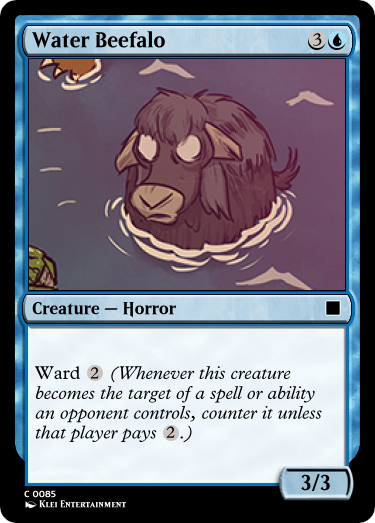 Water Beefalo 3
Creature — Horror
Ward 2 (Whenever this creature
becomes the target of a spell or ability
an opponent controls, counter it unless
that player pays 2.)
3/3
C 0085
Klei Entertainment